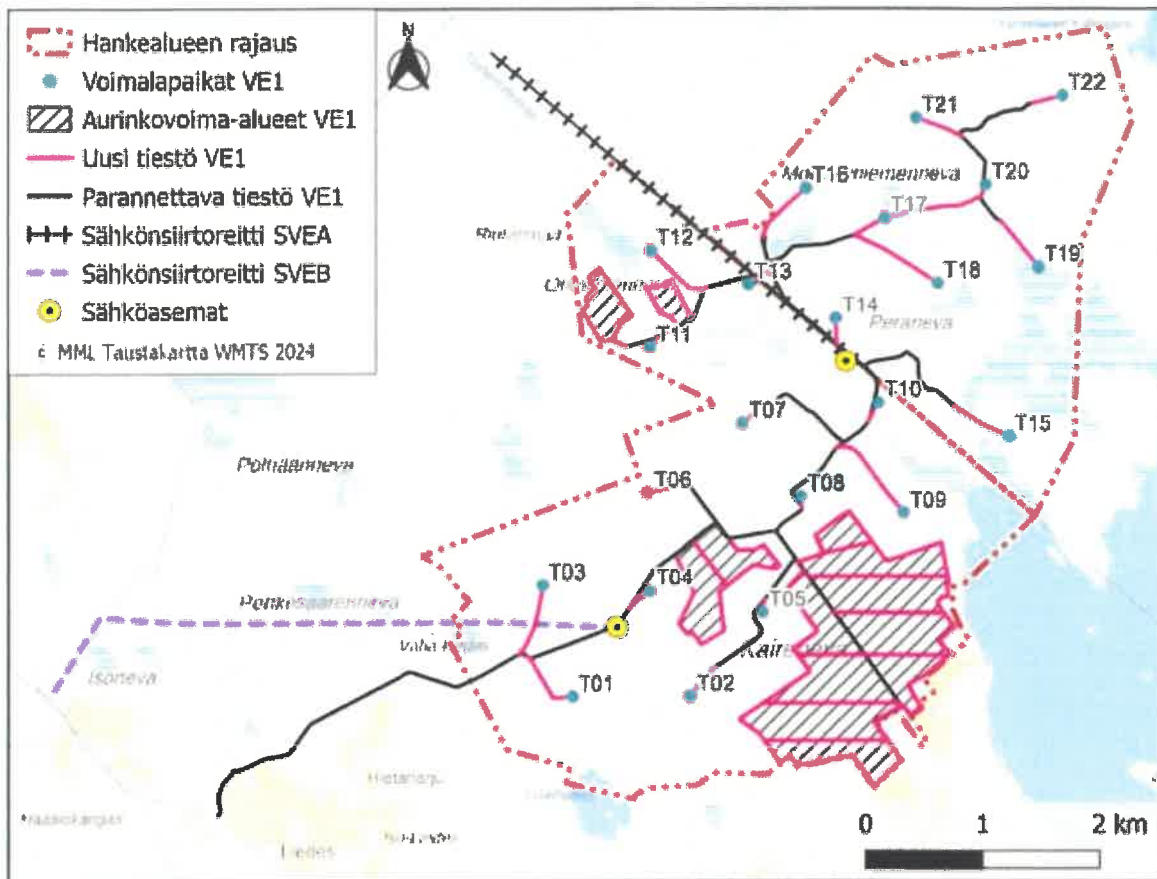 Hankealueen rajaus
Voimalapaikat VE1
Aurinkovoima-alueet VE1
Uusi tiestö VE1
Parannettava tiestö VE1
Sähkönsiirtoreitti SVEA
Sähkönsiirtoreitti SVEB
Sähköasemat
MML Taustakartta WMTS 2024
N
T22
T21
T16
T20
T17
T12
T19
T13
T18
T14
Peraneva
T11
T10
T07
T15
T06
T08
T09
T03
T04
T05
Isoneva
T01
T02
0 1 2 km